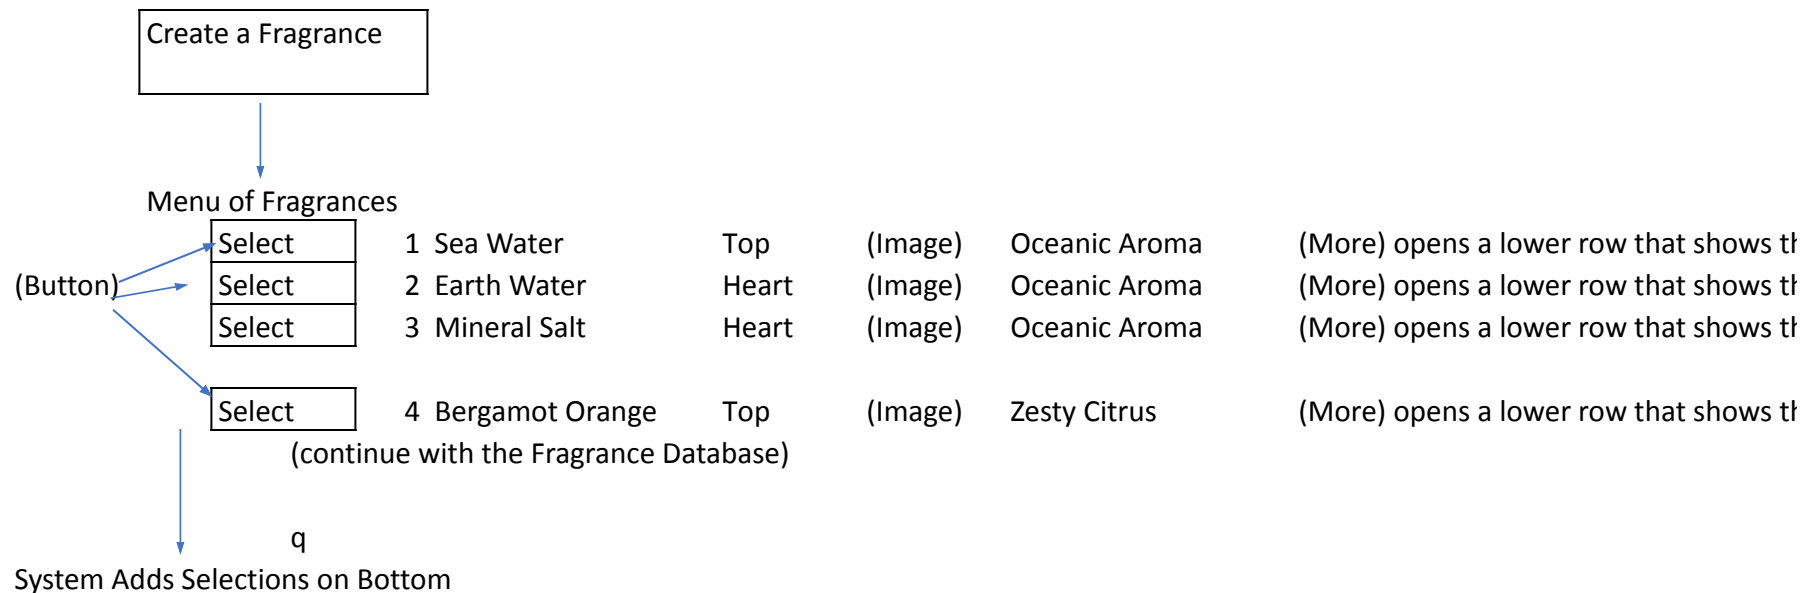 Create a Fragrance
Menu of Fragrances
Select 1 Sea Water Top (Image) Oceanic Aroma (More) opens a lower row that shows
(Button) Select 2 Earth Water Heart (Image) Oceanic Aroma (More) opens a lower row that shows
Select 3 Mineral Salt Heart (Image) Oceanic Aroma (More) opens a lower row that shows
Select 4 Bergamot Orange Top (Image) Zesty Citrus (More) opens a lower row that shows
(continue with the Fragrance Database)
q
System Adds Selections on Bottom